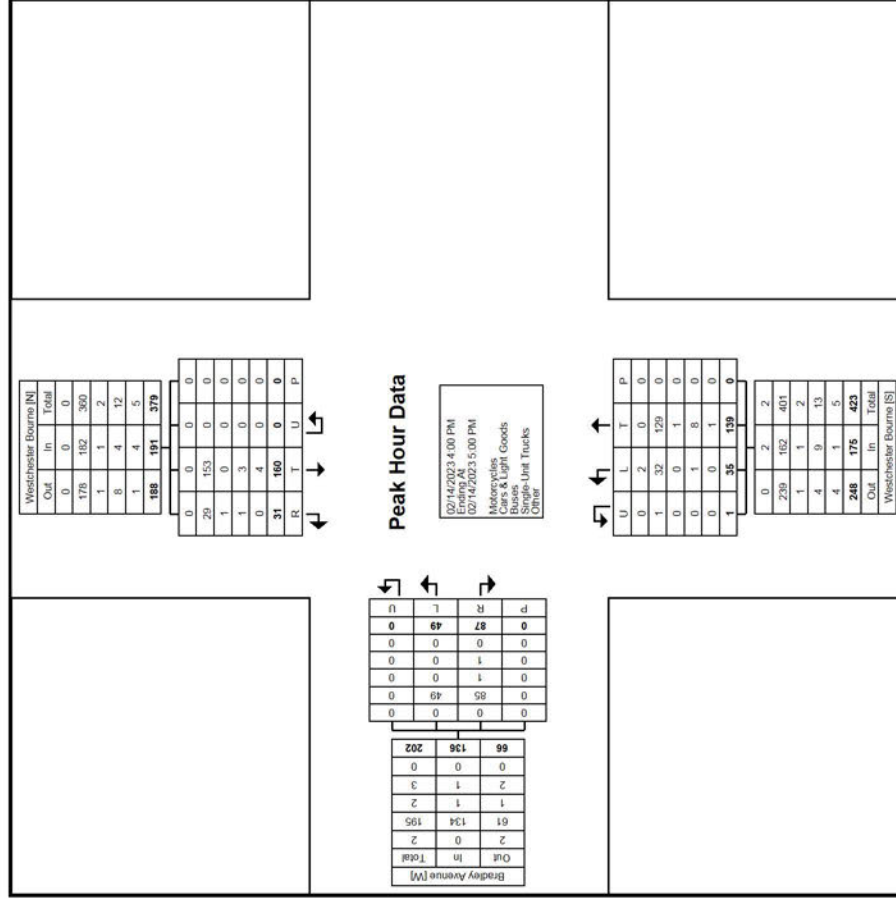 Westchester Bourne [N]
Out In Total
0 0 0
178 182 360
1 1 2
8 4 12
1 4 5
188 191 379
0 0 0 0
29 153 0 0
1 0 0 0
1 3 0 0
0 4 0 0
31 160 0 0
R T U P
Bradley Avenue [W]
Out In Total
2 0 2
61 134 195
1 1 2
2 1 3
0 0 0
66 136 202
0 0 0 0
0 85 49 0
0 1 0 0
0 1 0 0
0 0 0 0
0 87 49 0
P R L U
Peak Hour Data
02/14/2023 4:00 PM
Ending At
02/14/2023 5:00 PM
Motorcycles
Cars & Light Goods
Buses
Single-Unit Trucks
Other
U L T P
0 2 0 0
1 32 129 0
0 0 1 0
0 1 8 0
0 0 1 0
1 35 139 0
0 2 2
239 162 401
1 1 2
4 9 13
4 1 5
248 175 423
Out In Total
Westchester Bourne [S]